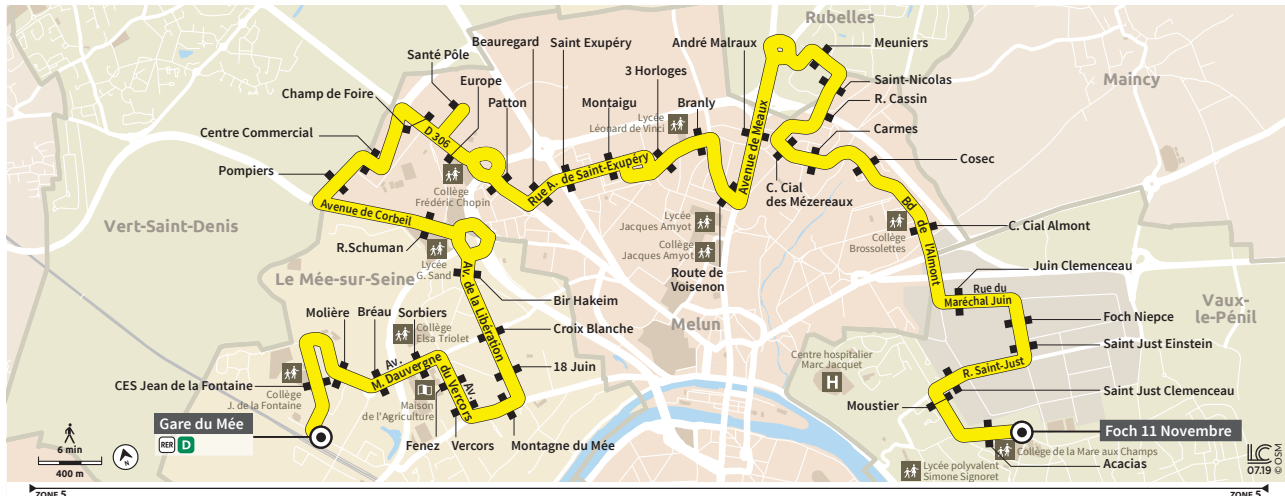 Rubelles
Beauregard
Saint Exupéry
André Malraux
Meuniers
Santé Pôle
Europe
3 Horloges
Saint-Nicolas
Maincy
Champ de Foire
Patton
Montaigu
Branly
R. Cassin
Lycée
Léonard de Vinci
Centre Commercial
D 306
Avenue de Meaux
Carmes
Cosec
Pompiers
Rue A. de Saint-Exupéry
Collège
Frédéric Chopin
C. Cial
des Mézereaux
Avenue de Corbeil
Bd de l'Almont
Vert-Saint-Denis
Lycée
Jacques Amyot
Collège
Brossolettes
C. Cial Almont
R.Schuman
Lycée
G. Sand
Collège
Jacques Amyot
Le Mée-sur-Seine
Av. de la Libération
Route de
Voisenon
Juin Clemenceau
Rue du
Maréchal Juin
Bir Hakeim
Vaux-
le-Pénil
Molière
Bréau
Sorbiers
Foch Niepce
Croix Blanche
Melun
Collège
Elsa Triolet
Saint Just Einstein
Av.
M. Dauvergne
18 Juin
Centre hospitalier
Marc Jacquet
H
R. Saint-Just
CES Jean de la Fontaine
Av.
du Vercors
Collège
J. de la Fontaine
Maison
de l'Agriculture
Saint Just Clemenceau
Moustier
Gare du Mée
RER D
Fenez
Vercors
Montagne du Mée
Foch 11 Novembre
6 min
400 m
N
Collège de la Mare aux Champs
Acacias
Lycée polyvalent
Simone Signoret
07.19
© OSM
ZONE 5
ZONE 5